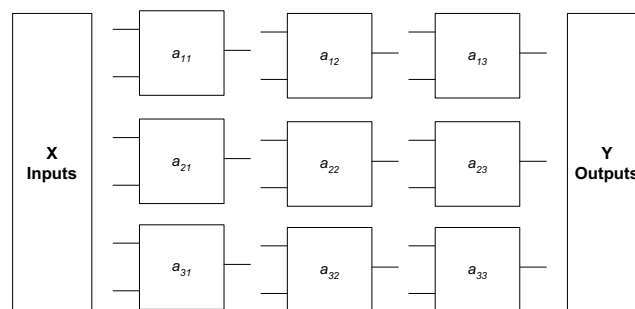 a11 a12 a13
X
Inputs
a21 a22 a23
Y
Outputs
a31 a32 a33